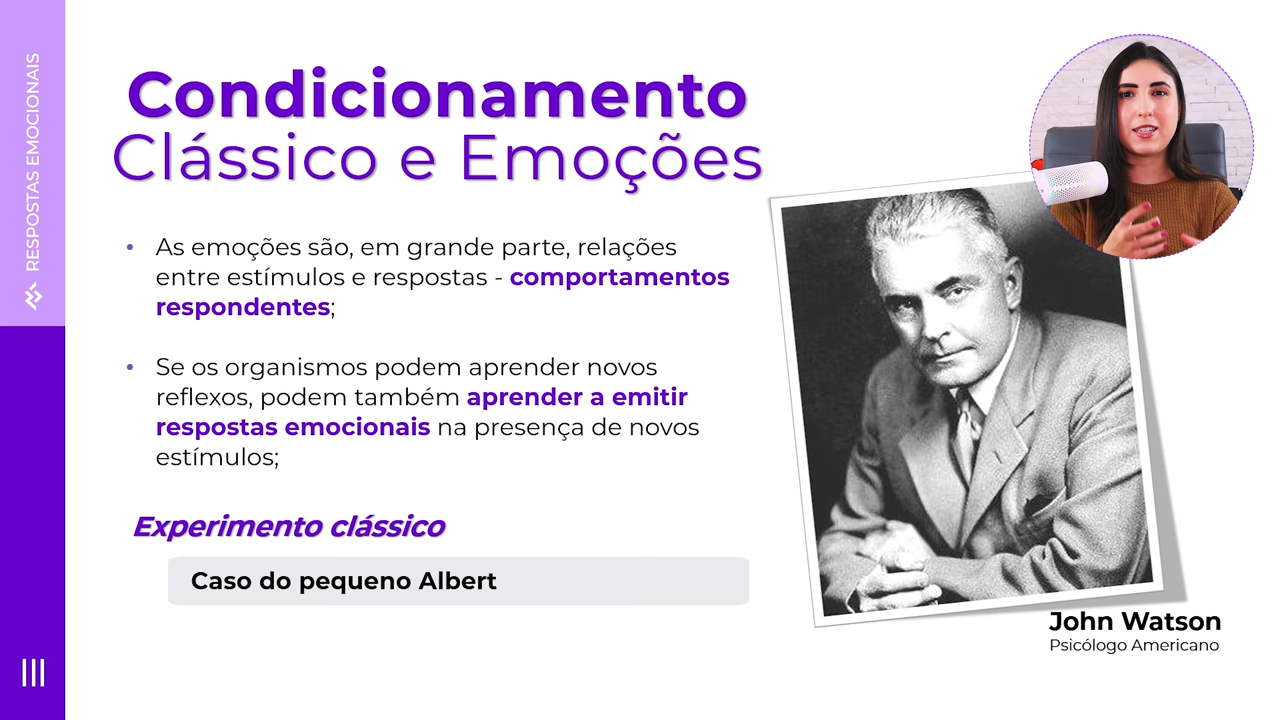 RESPOSTAS EMOCIONAIS
Condicionamento
Clássico e Emoções
• As emoções são, em grande parte, relações
entre estímulos e respostas - comportamentos
respondentes;
• Se os organismos podem aprender novos
reflexos, podem também aprender a emitir
respostas emocionais na presença de novos
estímulos;
Experimento clássico
Caso do pequeno Albert
John Watson
Psicólogo Americano